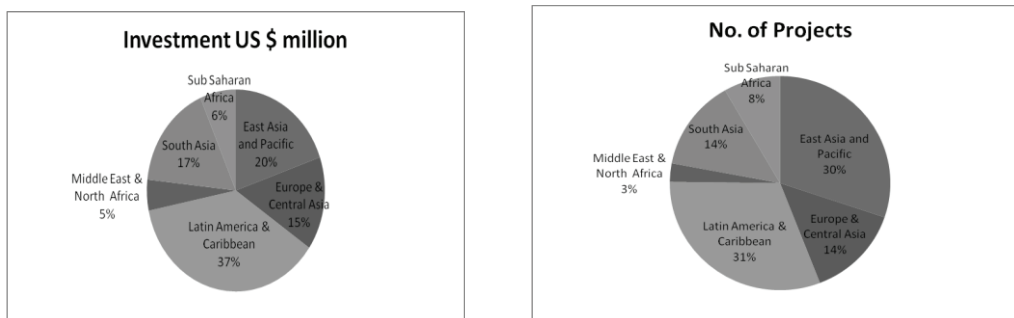 Investment US $ million
Sub Saharan
Africa
6%
East Asia
and Pacific
20%
South Asia
17%
Middle East &
North Africa
5%
Europe &
Central Asia
15%
Latin America &
Caribbean
37%
No. of Projects
Sub Saharan
Africa
8%
South Asia
14%
East Asia and
Pacific
30%
Middle East &
North Africa
3%
Latin America &
Caribbean
31%
Europe &
Central Asia
14%